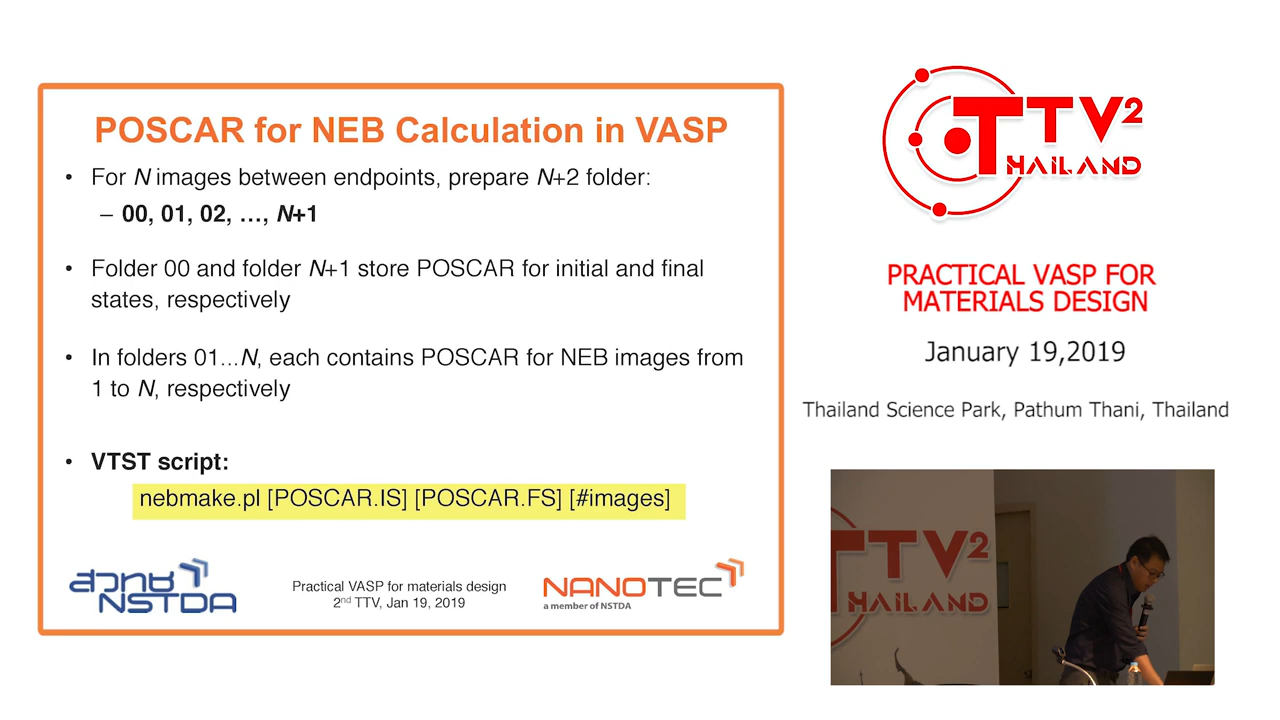 POSCAR for NEB Calculation in VASP
• For N images between endpoints, prepare N+2 folder:
– 00, 01, 02, …, N+1
• Folder 00 and folder N+1 store POSCAR for initial and final
states, respectively
• In folders 01...N, each contains POSCAR for NEB images from
1 to N, respectively
• VTST script:
nebmake.pl [POSCAR.IS] [POSCAR.FS] [#images]
สวทช
NSTDA
Practical VASP for materials design
2nd TTV, Jan 19, 2019
NANOTEC
a member of NSTDA
TTV2
THAILAND
PRACTICAL VASP FOR
MATERIALS DESIGN
January 19,2019
Thailand Science Park, Pathum Thani, Thailand
TTV2
HAILAND